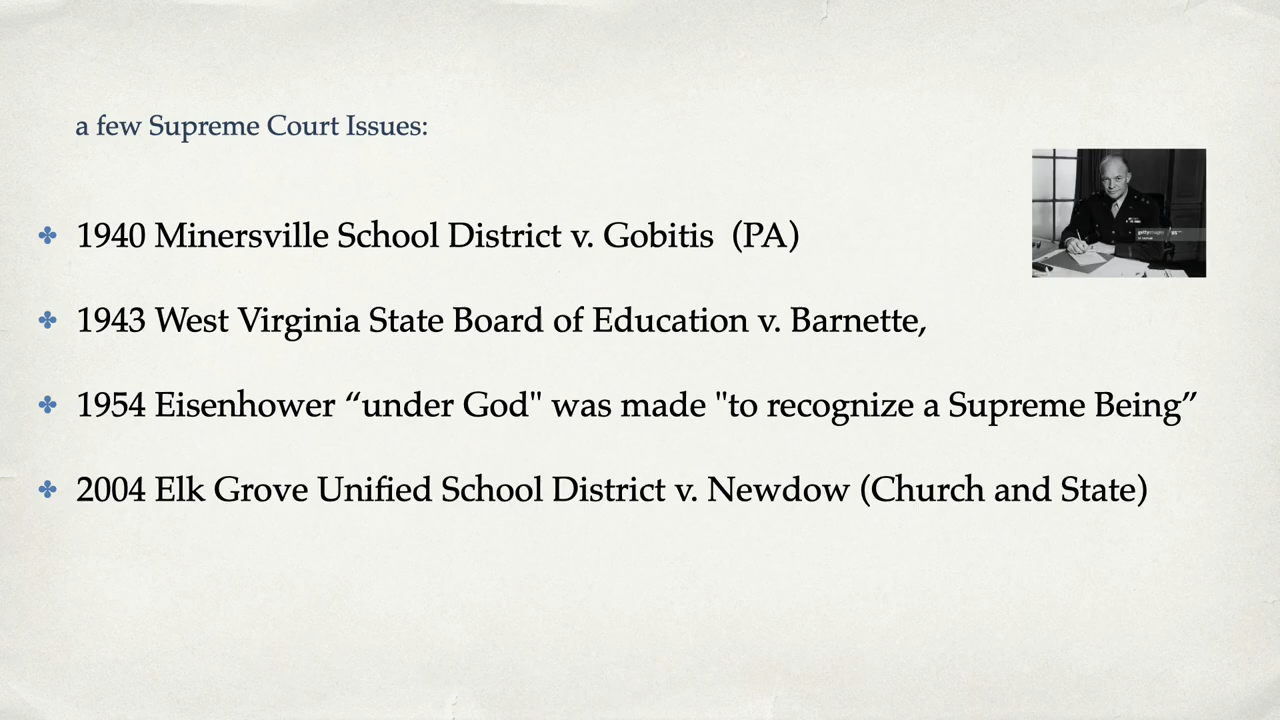 a few Supreme Court Issues:
1940 Minersville School District v. Gobitis (PA)
1943 West Virginia State Board of Education v. Barnette,
1954 Eisenhower “under God" was made "to recognize a Supreme Being”
2004 Elk Grove Unified School District v. Newdow (Church and State)
gettyimages